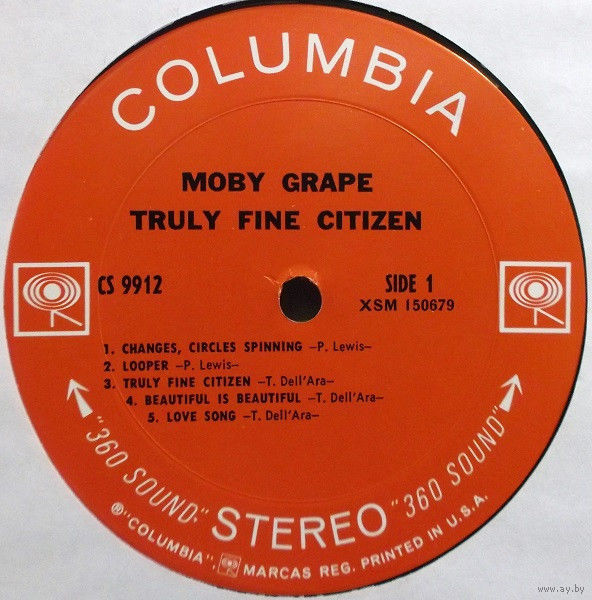 COLUMBIA
MOBY GRAPE
TRULY FINE CITIZEN
CS 9912
SIDE 1
XSM 150679
1. CHANGES, CIRCLES SPINNING –P. Lewis–
2. LOOPER –P. Lewis–
3. TRULY FINE CITIZEN –T. Dell'Ara–
4. BEAUTIFUL IS BEAUTIFUL –T. Dell'Ara–
5. LOVE SONG –T. Dell'Ara–
"360 SOUND" STEREO "360 SOUND"
®"COLUMBIA", MARCAS REG. PRINTED IN U.S.A.
www.ay.by